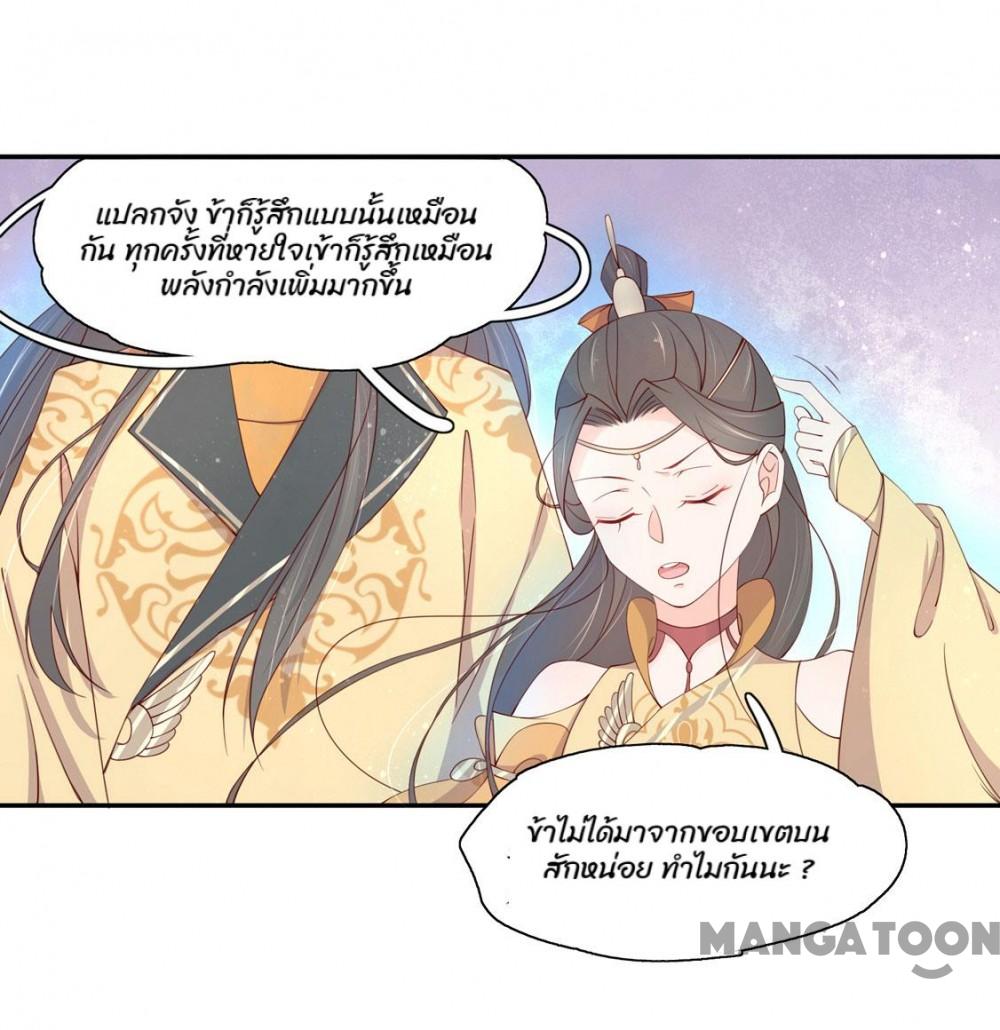 แปลกจัง ข้าก็รู้สึกแบบนั้นเหมือน
กัน ทุกครั้งที่หายใจเข้าก็รู้สึกเหมือน
พลังกำลังเพิ่มมากขึ้น
ข้าไม่ได้มาจากขอบเขตบน
สักหน่อย ทำไมกันนะ ?
MANGATOON